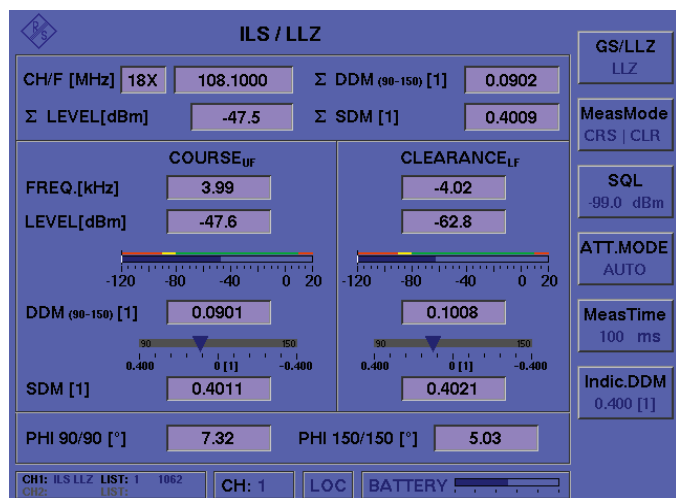 R&S
ILS / LLZ
GS/LLZ
LLZ
CH/F [MHz] 18X 108.1000 Σ DDM (90-150) [1] 0.0902
Σ LEVEL[dBm] -47.5 Σ SDM [1] 0.4009
MeasMode
CRS | CLR
COURSE UF CLEARANCE LF
FREQ.[kHz] 3.99 -4.02
SQL
-99.0 dBm
LEVEL[dBm] -47.6 -62.8
ATT.MODE
AUTO
-120 -80 -40 0 20 -120 -80 -40 0 20
DDM (90-150) [1] 0.0901 0.1008
MeasTime
100 ms
90 150 90 150
0.400 0 [1] -0.400 0.400 0 [1] -0.400
SDM [1] 0.4011 0.4021
Indic.DDM
0.400 [1]
PHI 90/90 [°] 7.32 PHI 150/150 [°] 5.03
CH1: ILS LLZ LIST: 1 1062
CH2: LIST:
CH: 1 LOC BATTERY